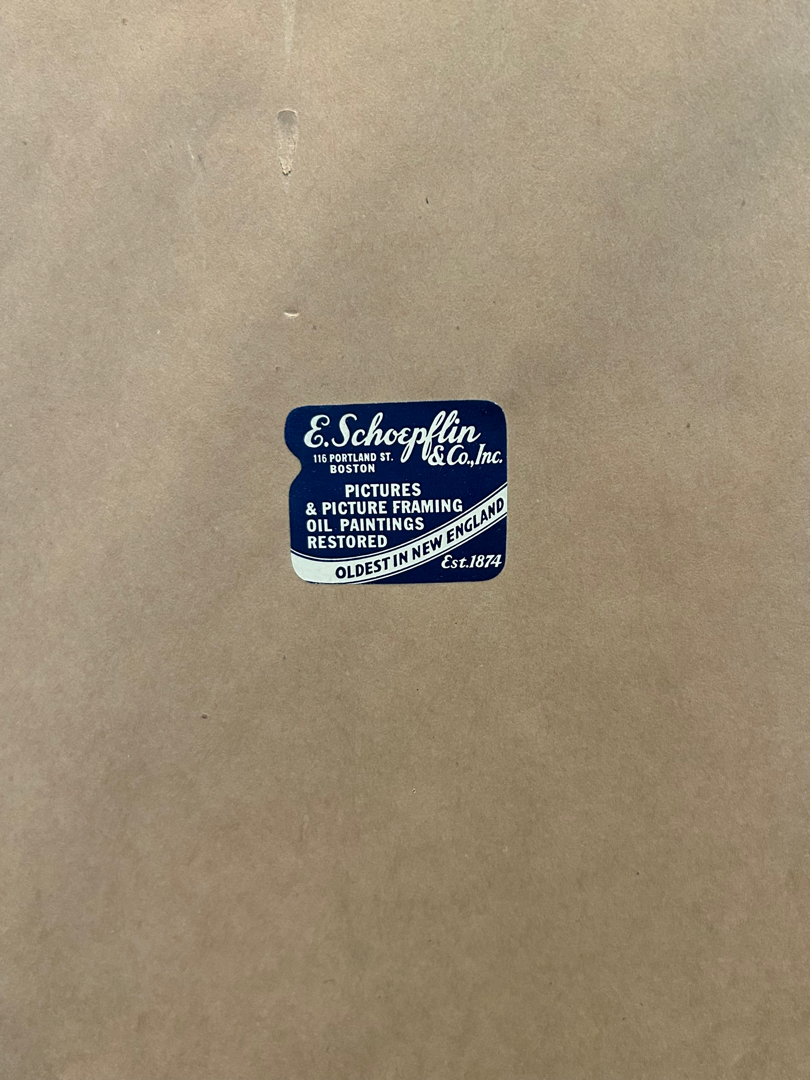 E. Schoepflin
& Co., Inc.
116 PORTLAND ST.
BOSTON
PICTURES
& PICTURE FRAMING
OIL PAINTINGS
RESTORED
OLDEST IN NEW ENGLAND
Est. 1874